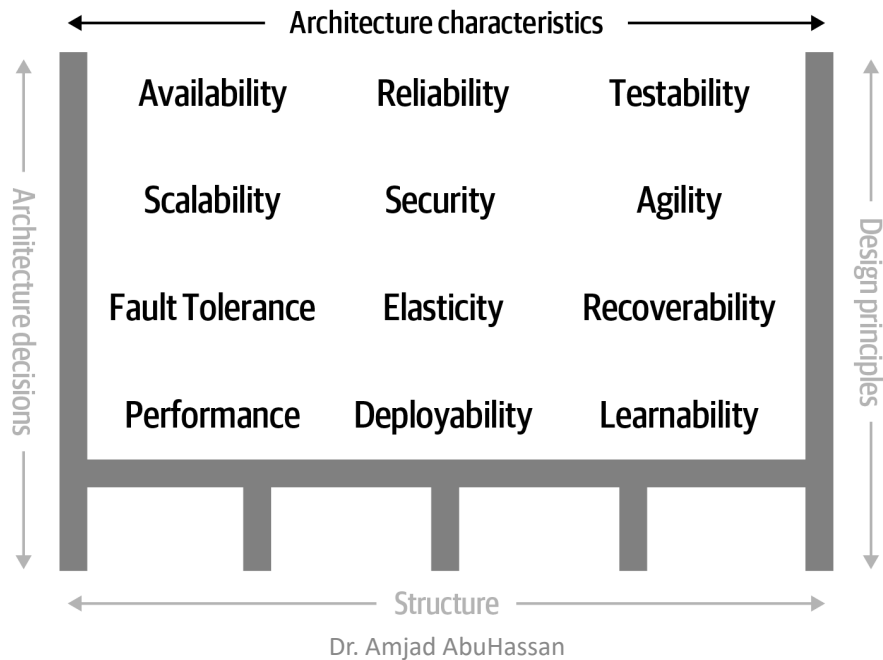 Architecture characteristics
Availability Reliability Testability
Scalability Security Agility
Fault Tolerance Elasticity Recoverability
Performance Deployability Learnability
Architecture decisions
Design principles
Structure
Dr. Amjad AbuHassan